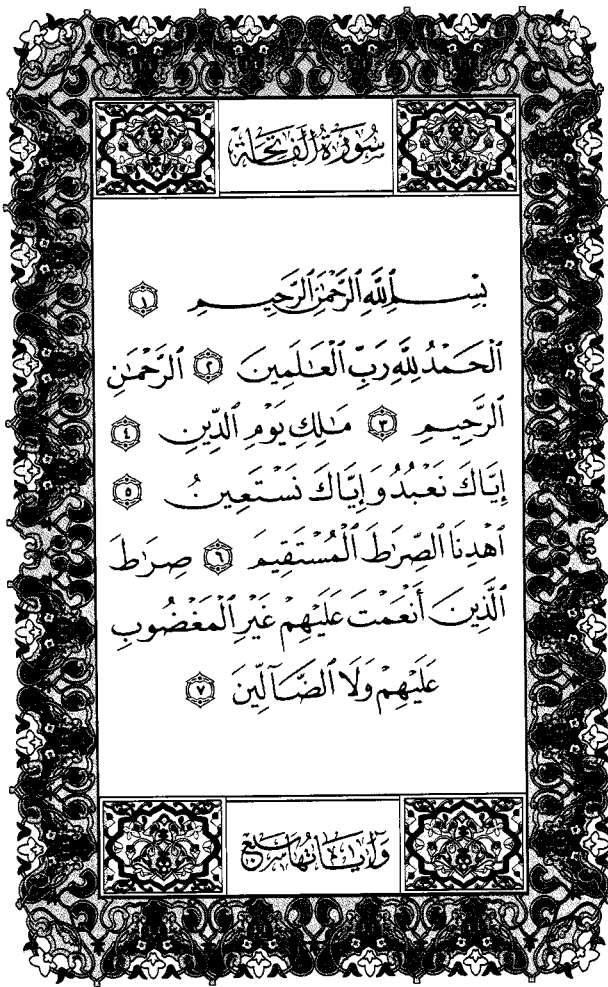 سُورَةُ الْفَاتِحَةِ
بِسْمِ ٱللَّهِ ٱلرَّحْمَٰنِ ٱلرَّحِيمِ ۝١
ٱلْحَمْدُ لِلَّهِ رَبِّ ٱلْعَٰلَمِينَ ۝٢ ٱلرَّحْمَٰنِ
ٱلرَّحِيمِ ۝٣ مَٰلِكِ يَوْمِ ٱلدِّينِ ۝٤
إِيَّاكَ نَعْبُدُ وَإِيَّاكَ نَسْتَعِينُ ۝٥
ٱهْدِنَا ٱلصِّرَٰطَ ٱلْمُسْتَقِيمَ ۝٦ صِرَٰطَ
ٱلَّذِينَ أَنْعَمْتَ عَلَيْهِمْ غَيْرِ ٱلْمَغْضُوبِ
عَلَيْهِمْ وَلَا ٱلضَّآلِّينَ ۝٧
وَآيَاتُهَا سَبْعٌ